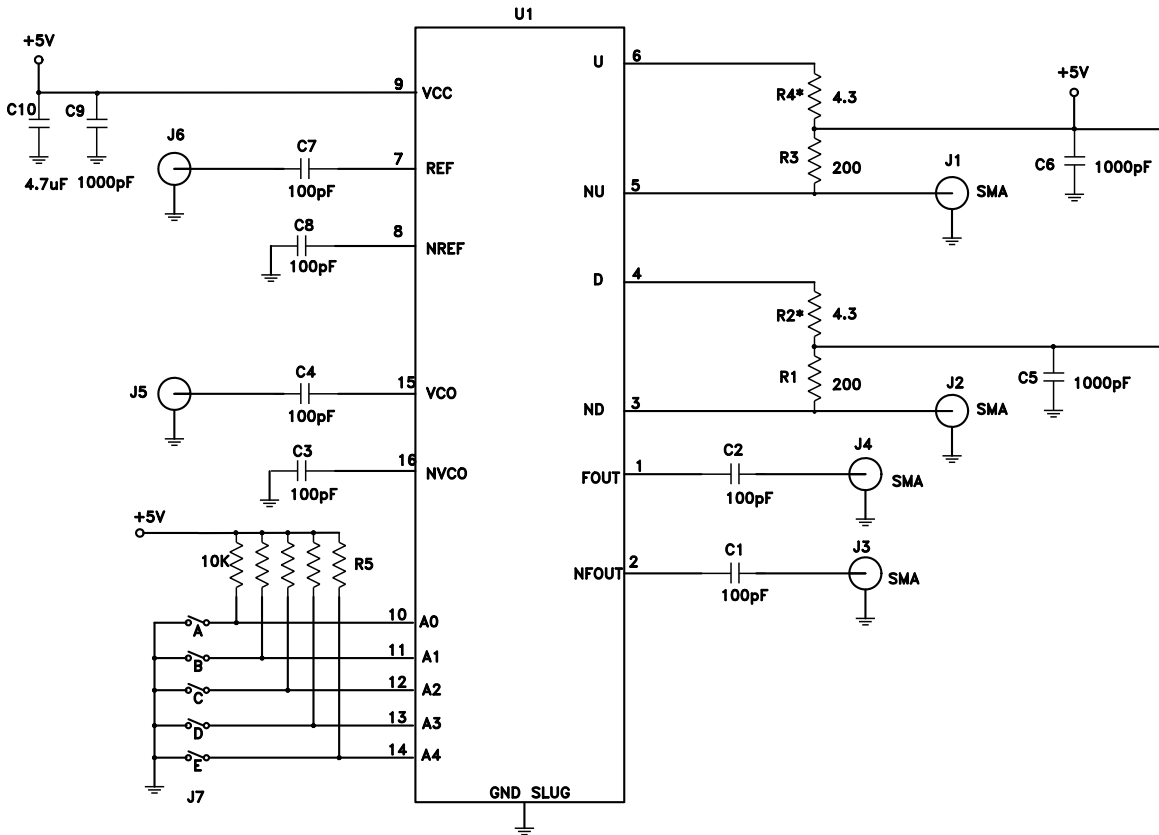 U1
+5V
C10
C9
4.7uF
1000pF
9
VCC
J6
C7
100pF
7
REF
C8
100pF
8
NREF
J5
C4
100pF
15
VCO
C3
100pF
16
NVCO
+5V
10K
R5
A
10
A0
B
11
A1
C
12
A2
D
13
A3
E
14
A4
J7
GND SLUG
U
6
R4*
4.3
+5V
R3
200
C6
1000pF
NU
5
J1
SMA
D
4
R2*
4.3
R1
200
C5
1000pF
ND
3
J2
SMA
FOUT
1
C2
100pF
J4
SMA
NFOUT
2
C1
100pF
J3
SMA